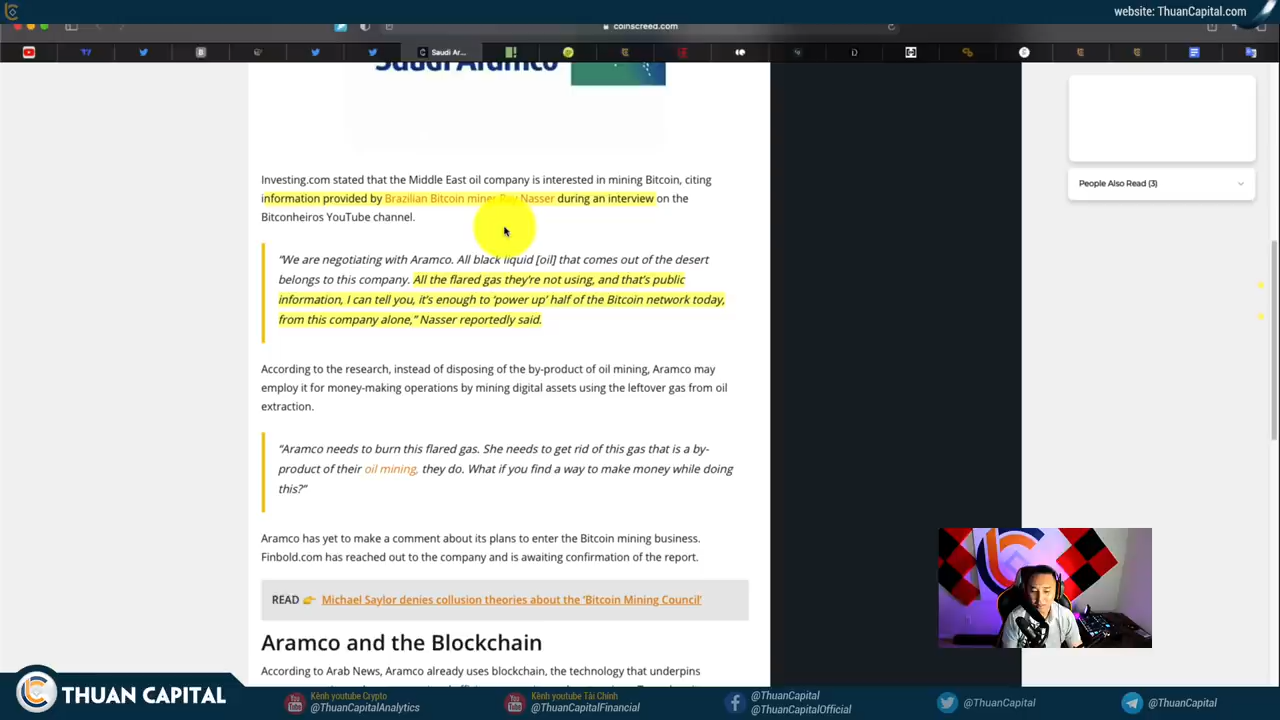 website: ThuanCapital.com
coinscreed.com
Saudi Ar...
Saudi Aramco
People Also Read (3)
Investing.com stated that the Middle East oil company is interested in mining Bitcoin, citing
information provided by Brazilian Bitcoin miner Ray Nasser during an interview on the
Bitconheiros YouTube channel.
“We are negotiating with Aramco. All black liquid [oil] that comes out of the desert
belongs to this company. All the flared gas they’re not using, and that’s public
information, I can tell you, it’s enough to ‘power up’ half of the Bitcoin network today,
from this company alone,” Nasser reportedly said.
According to the research, instead of disposing of the by-product of oil mining, Aramco may
employ it for money-making operations by mining digital assets using the leftover gas from oil
extraction.
“Aramco needs to burn this flared gas. She needs to get rid of this gas that is a by-
product of their oil mining, they do. What if you find a way to make money while doing
this?”
Aramco has yet to make a comment about its plans to enter the Bitcoin mining business.
Finbold.com has reached out to the company and is awaiting confirmation of the report.
READ 👉 Michael Saylor denies collusion theories about the ‘Bitcoin Mining Council’
Aramco and the Blockchain
According to Arab News, Aramco already uses blockchain, the technology that underpins
THUAN CAPITAL
Kênh youtube Crypto
@ThuanCapitalAnalytics
Kênh youtube Tài Chính
@ThuanCapitalFinancial
@ThuanCapital
@ThuanCapitalOfficial
@ThuanCapital
@ThuanCapital